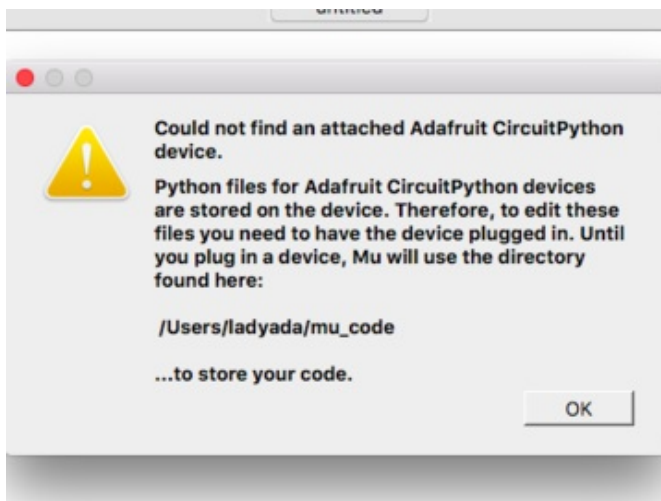 untitled
Could not find an attached Adafruit CircuitPython
device.
Python files for Adafruit CircuitPython devices
are stored on the device. Therefore, to edit these
files you need to have the device plugged in. Until
you plug in a device, Mu will use the directory
found here:
/Users/ladyada/mu_code
...to store your code.
OK